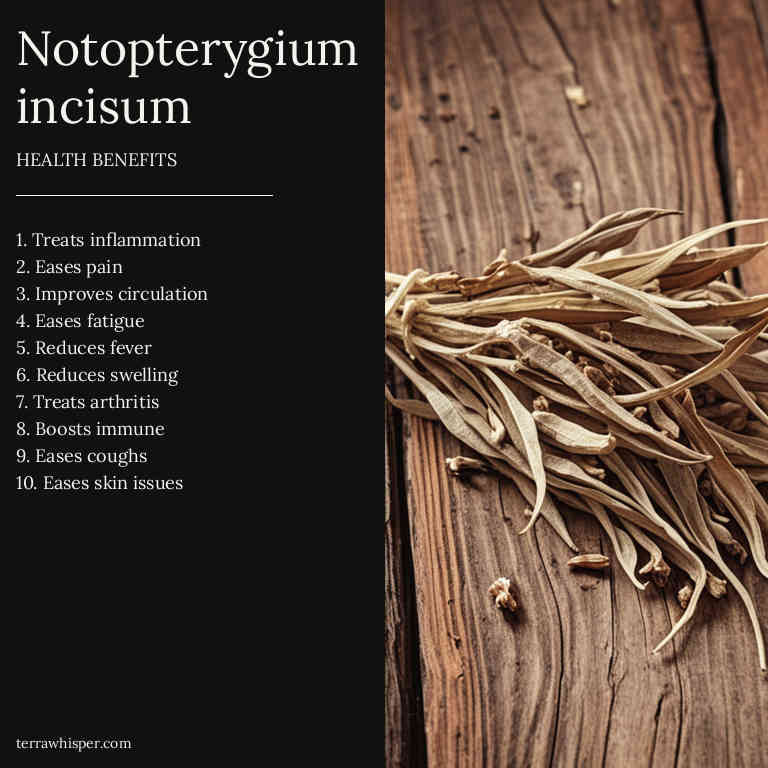 Notopterygium
incisum
HEALTH BENEFITS
1. Treats inflammation
2. Eases pain
3. Improves circulation
4. Eases fatigue
5. Reduces fever
6. Reduces swelling
7. Treats arthritis
8. Boosts immune
9. Eases coughs
10. Eases skin issues
terrawhisper.com